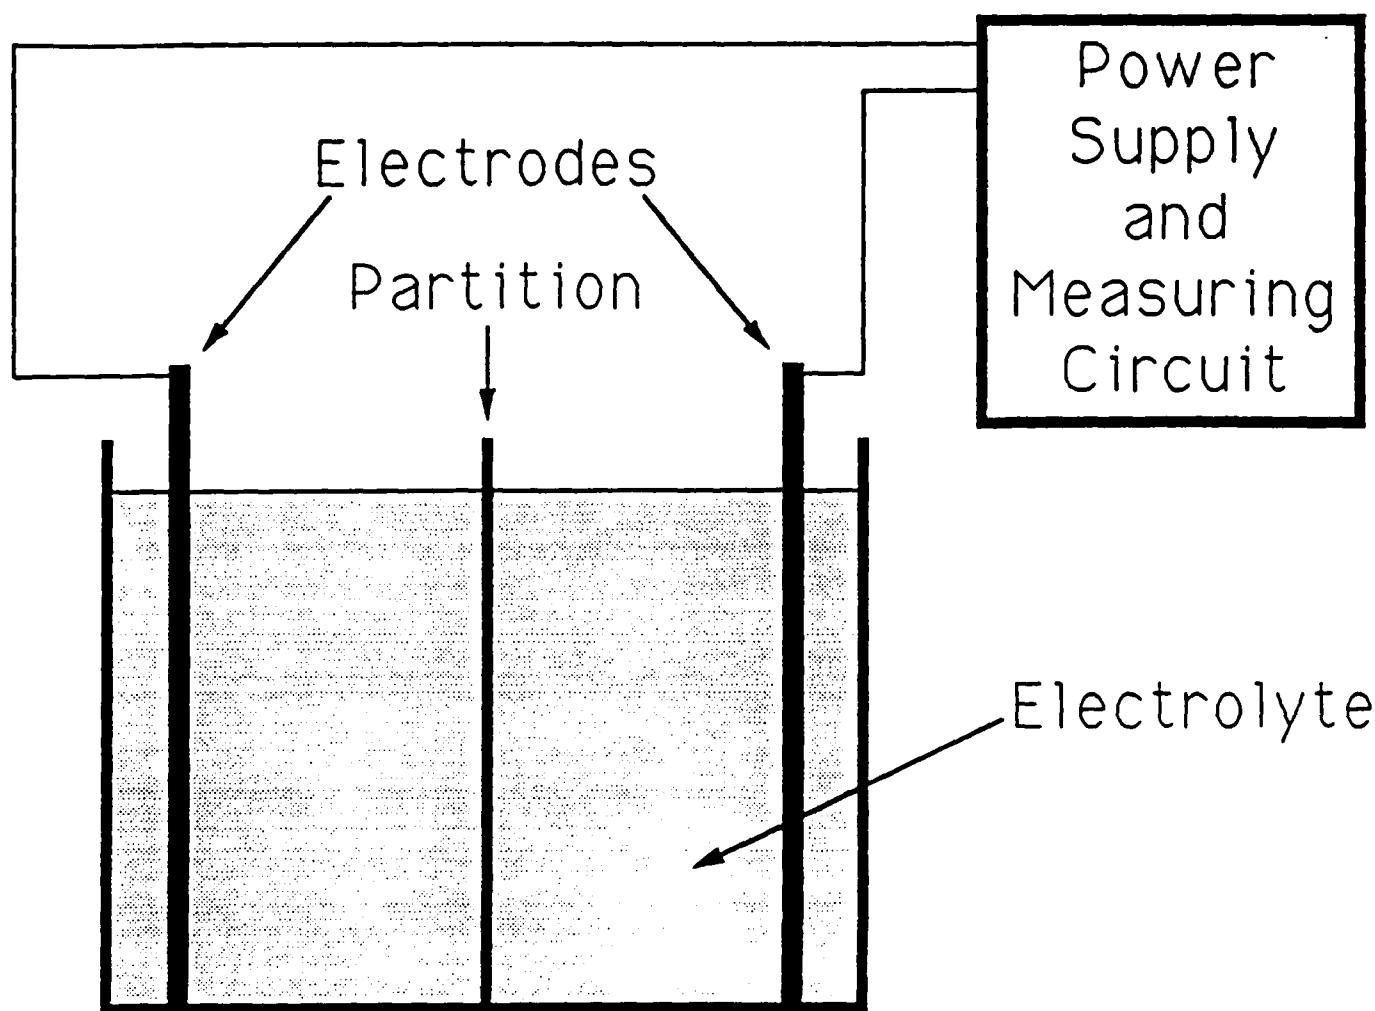 Power
Supply
and
Measuring
Circuit
Electrodes
Partition
Electrolyte